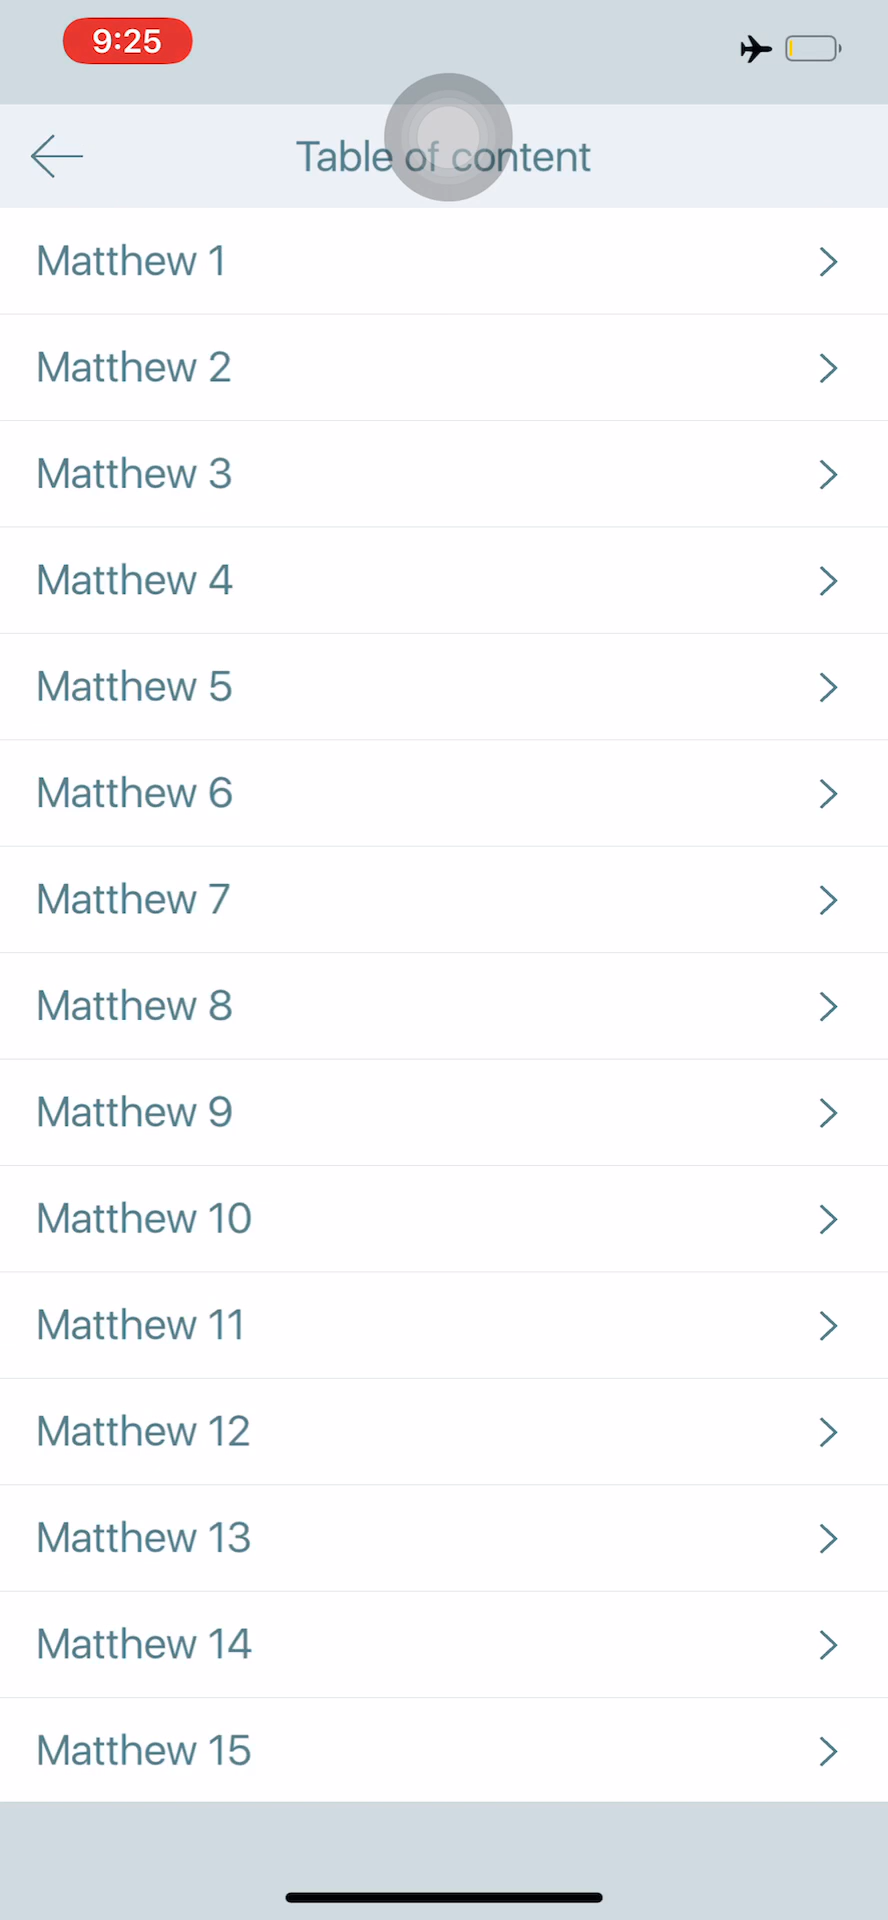 9:25
Table of content
Matthew 1
Matthew 2
Matthew 3
Matthew 4
Matthew 5
Matthew 6
Matthew 7
Matthew 8
Matthew 9
Matthew 10
Matthew 11
Matthew 12
Matthew 13
Matthew 14
Matthew 15